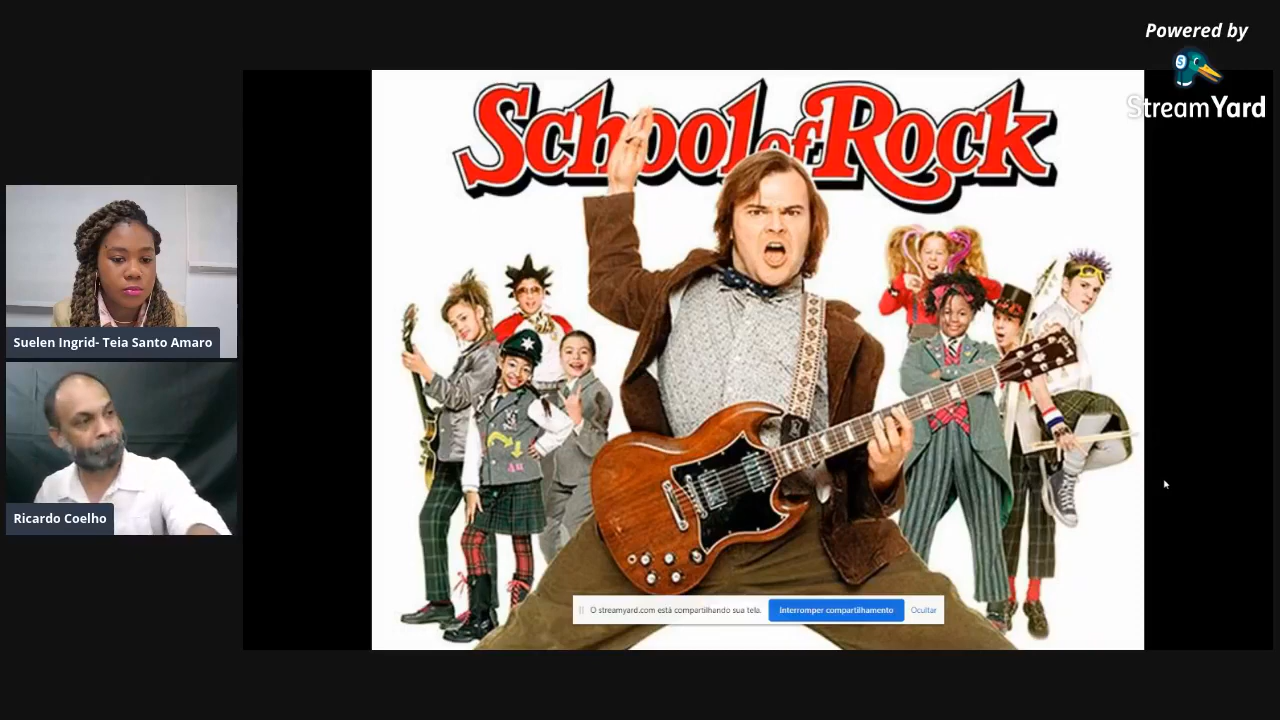 Powered by
StreamYard
School of Rock
Suelen Ingrid- Teia Santo Amaro
Ricardo Coelho
O streamyard.com está compartilhando sua tela.
Interromper compartilhamento
Ocultar